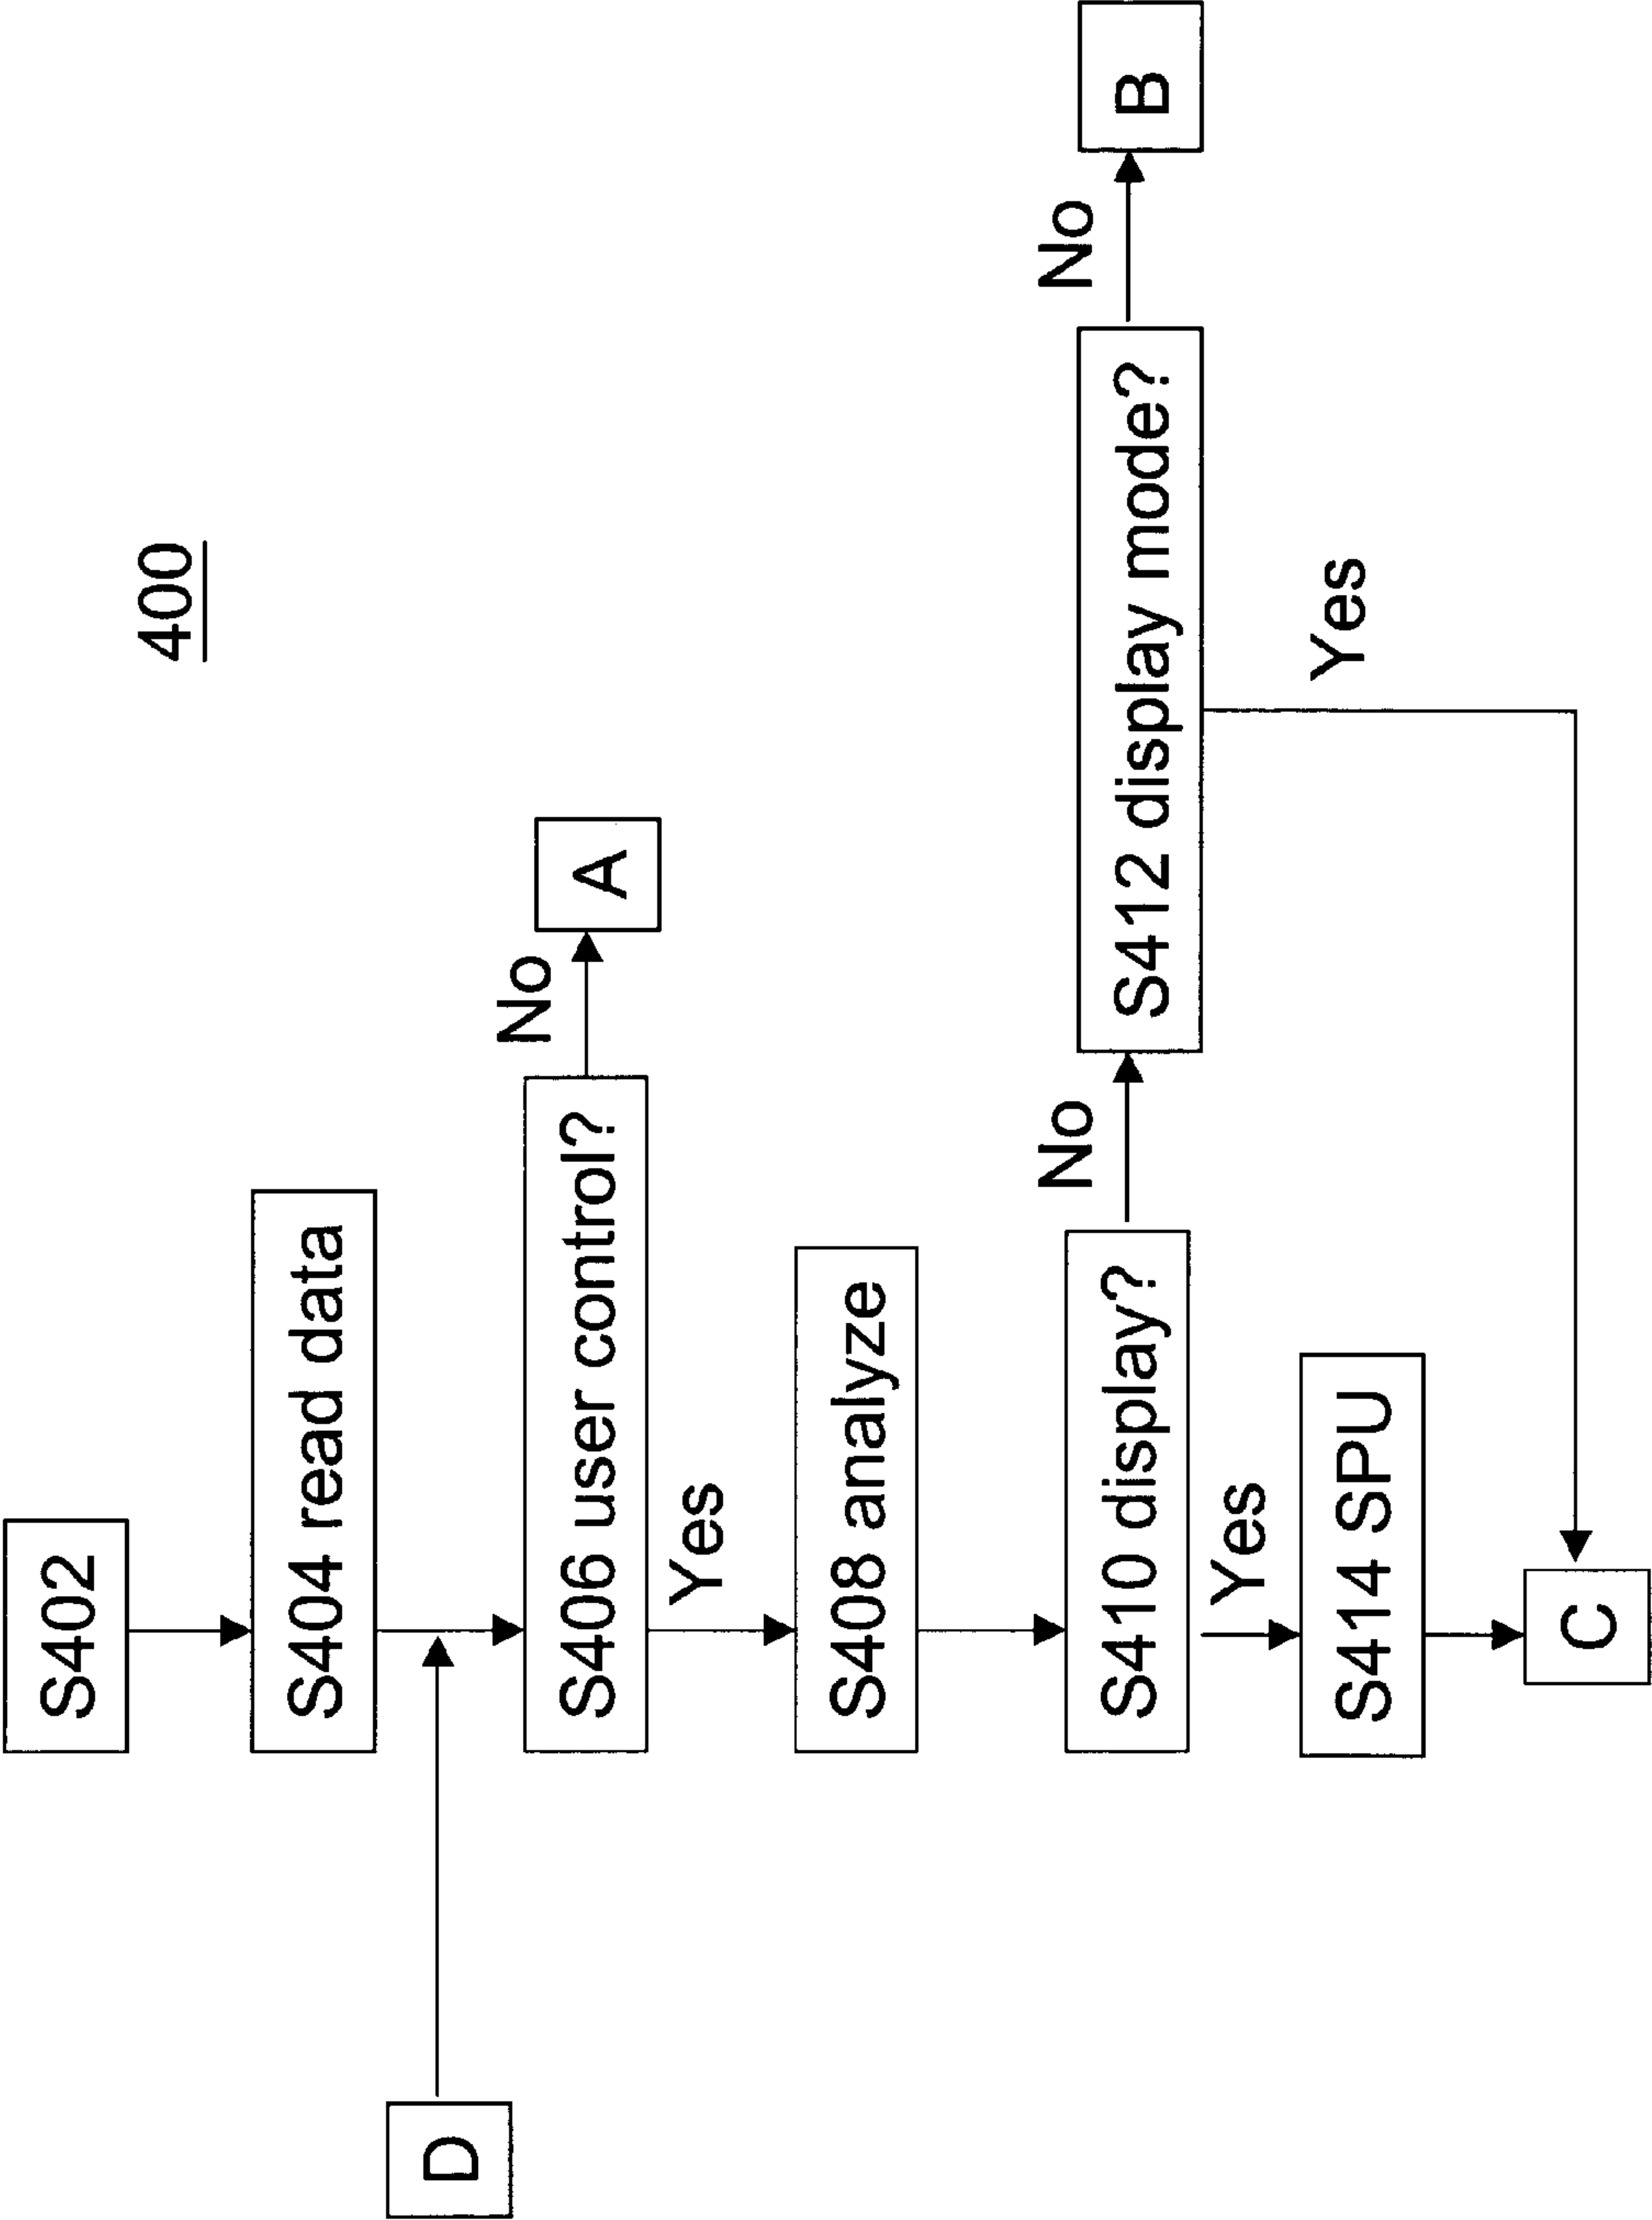 400
S402
S404 read data
D
S406 user control?
No
A
Yes
S408 analyze
S410 display?
No
S412 display mode?
No
B
Yes
Yes
S414 SPU
C